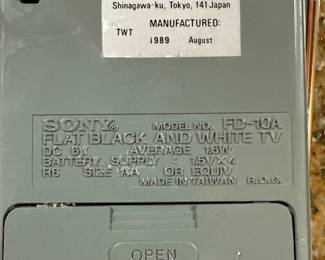 Shinagawa-ku, Tokyo, 141 Japan
MANUFACTURED:
TWT
1989 August
SONY® MODEL NO. FD-10A
FLAT BLACK AND WHITE TV
DC 6V AVERAGE 1.6W
BATTERY SUPPLY : 1.5V×4
R6 SIZE AA OR EQUIV
MADE IN TAIWAN R.O.C.
OPEN